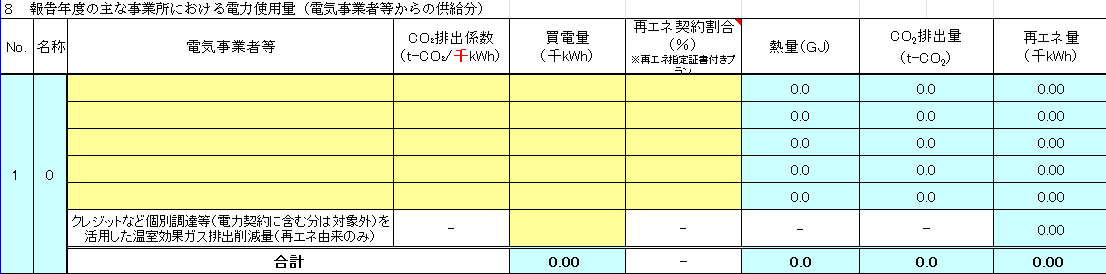 8 報告年度の主な事業所における電力使用量（電気事業者等からの供給分）
No. 名称 電気事業者等 CO₂排出係数 (t-CO₂/千kWh) 買電量 (千kWh) 再エネ契約割合 (%) ※再エネ指定証書付きプラン 熱量(GJ) CO₂排出量 (t-CO₂) 再エネ量 (千kWh)
0.0 0.0 0.00
0.0 0.0 0.00
0.0 0.0 0.00
1 0 0.0 0.0 0.00
0.0 0.0 0.00
クレジットなど個別調達等(電力契約に含む分は対象外)を
活用した温室効果ガス排出削減量(再エネ由来のみ) - - - - 0.00
合計 0.00 - 0.0 0.0 0.00